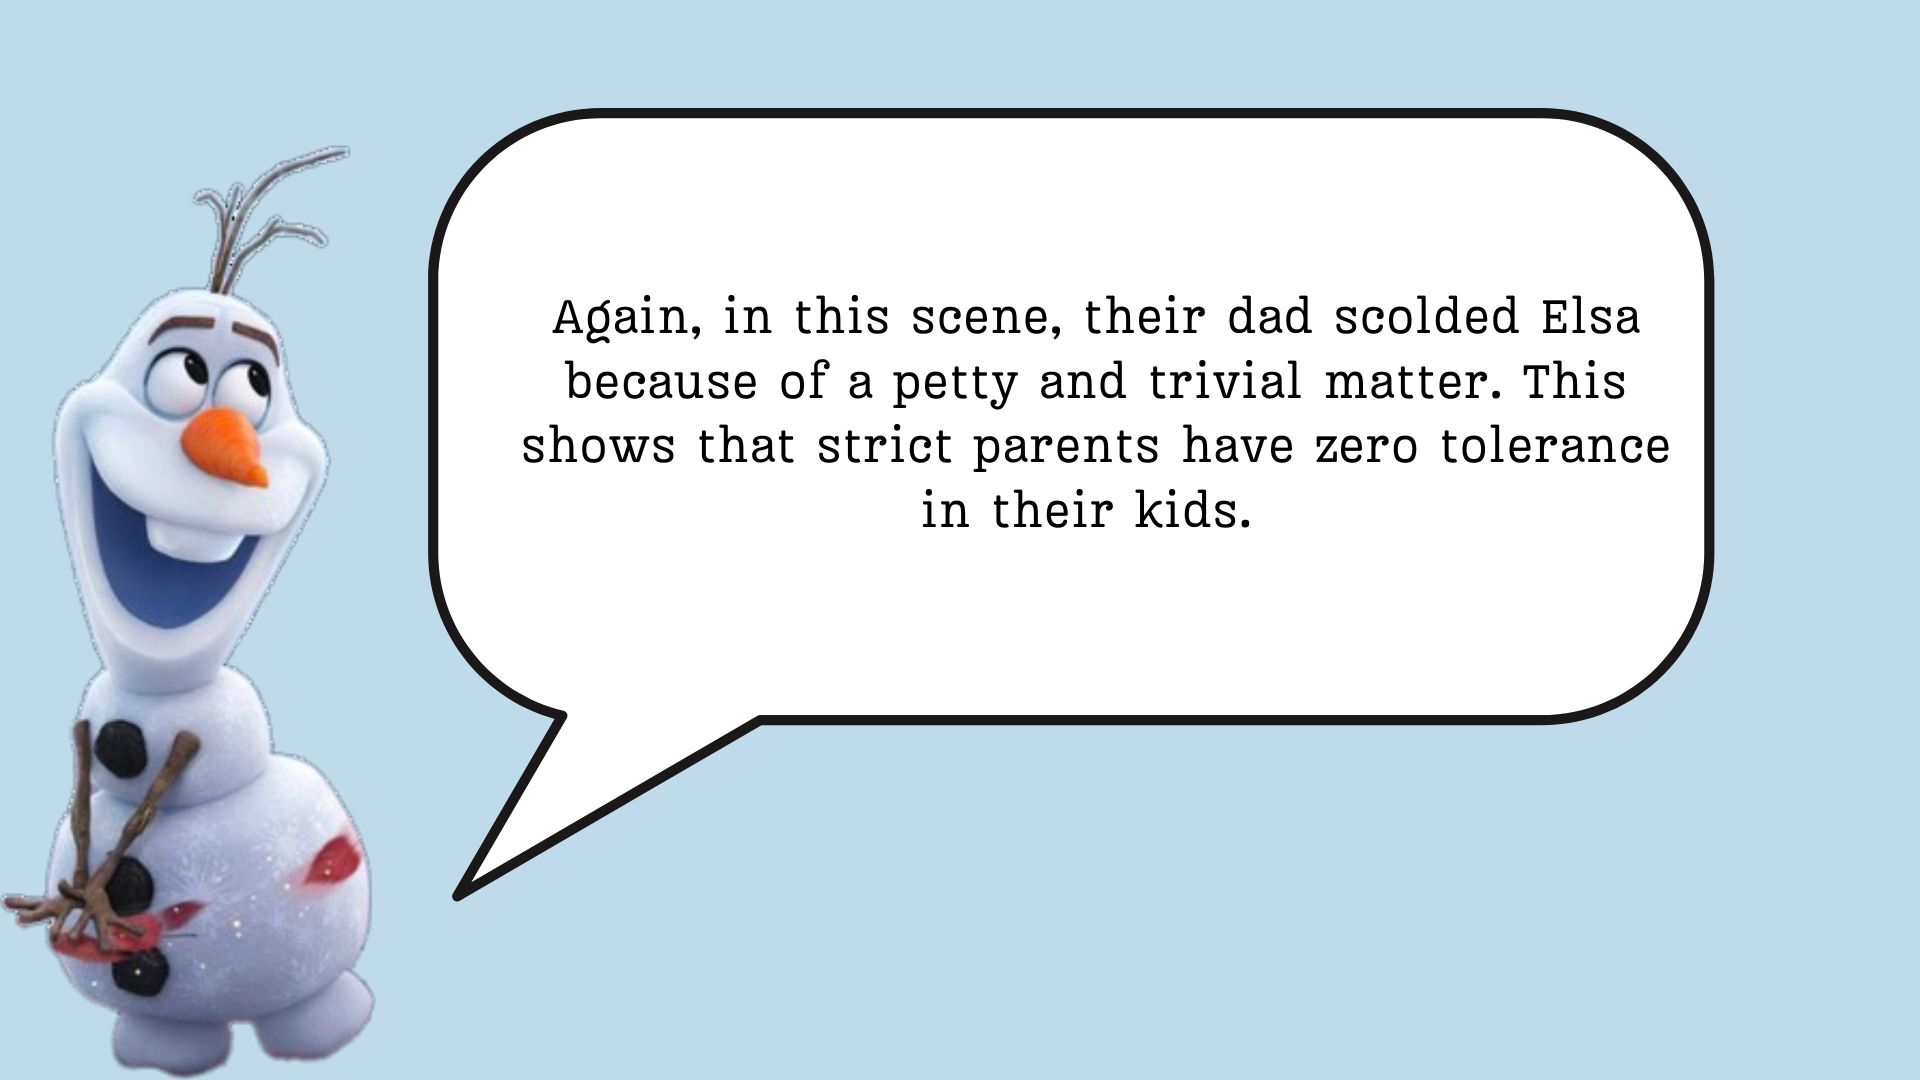 Again, in this scene, their dad scolded Elsa
because of a petty and trivial matter. This
shows that strict parents have zero tolerance
in their kids.